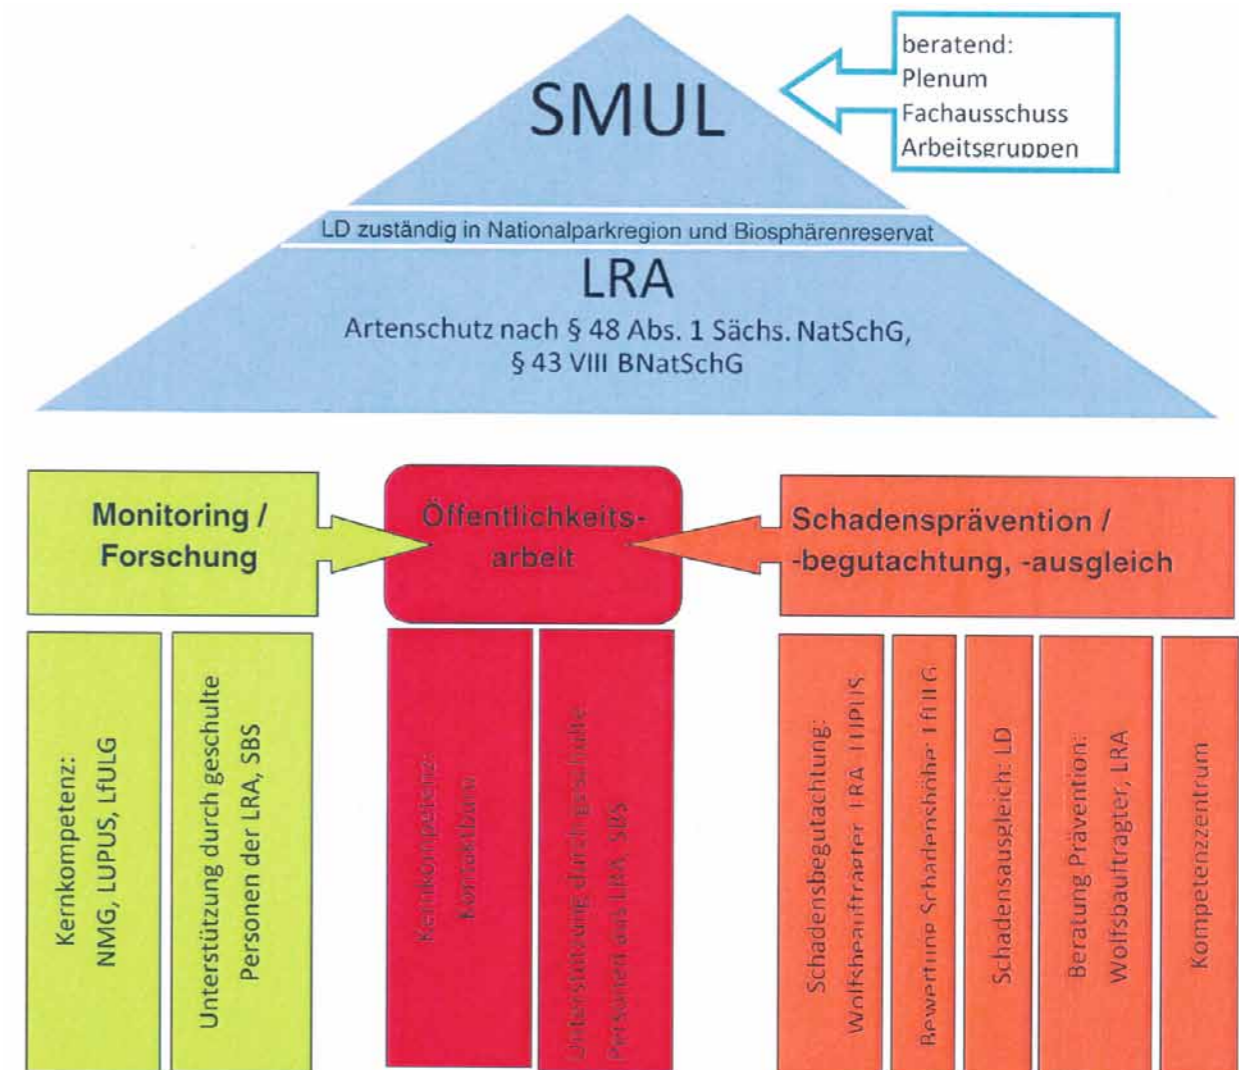 SMUL
beratend:
Plenum
Fachausschuss
Arbeitsgruppen
LD zuständig in Nationalparkregion und Biosphärenreservat
LRA
Artenschutz nach § 48 Abs. 1 Sächs. NatSchG,
§ 43 VIII BNatSchG
Monitoring /
Forschung
Öffentlichkeits-
arbeit
Schadensprävention /
-begutachtung, -ausgleich
Kernkompetenz:
NMG, LUPUS, LfULG
Unterstützung durch geschulte
Personen der LRA, SBS
Kernkompetenz:
Kontaktbüro
Unterstützung durch geschulte
Personen aus LRA, SBS
Schadensbegutachtung:
Wolfsbeauftragter, LRA, LUPUS
Bewertung Schadenshöhe: LfULG
Schadensausgleich: LD
Beratung Prävention:
Wolfsbauftragter, LRA
Kompetenzzentrum